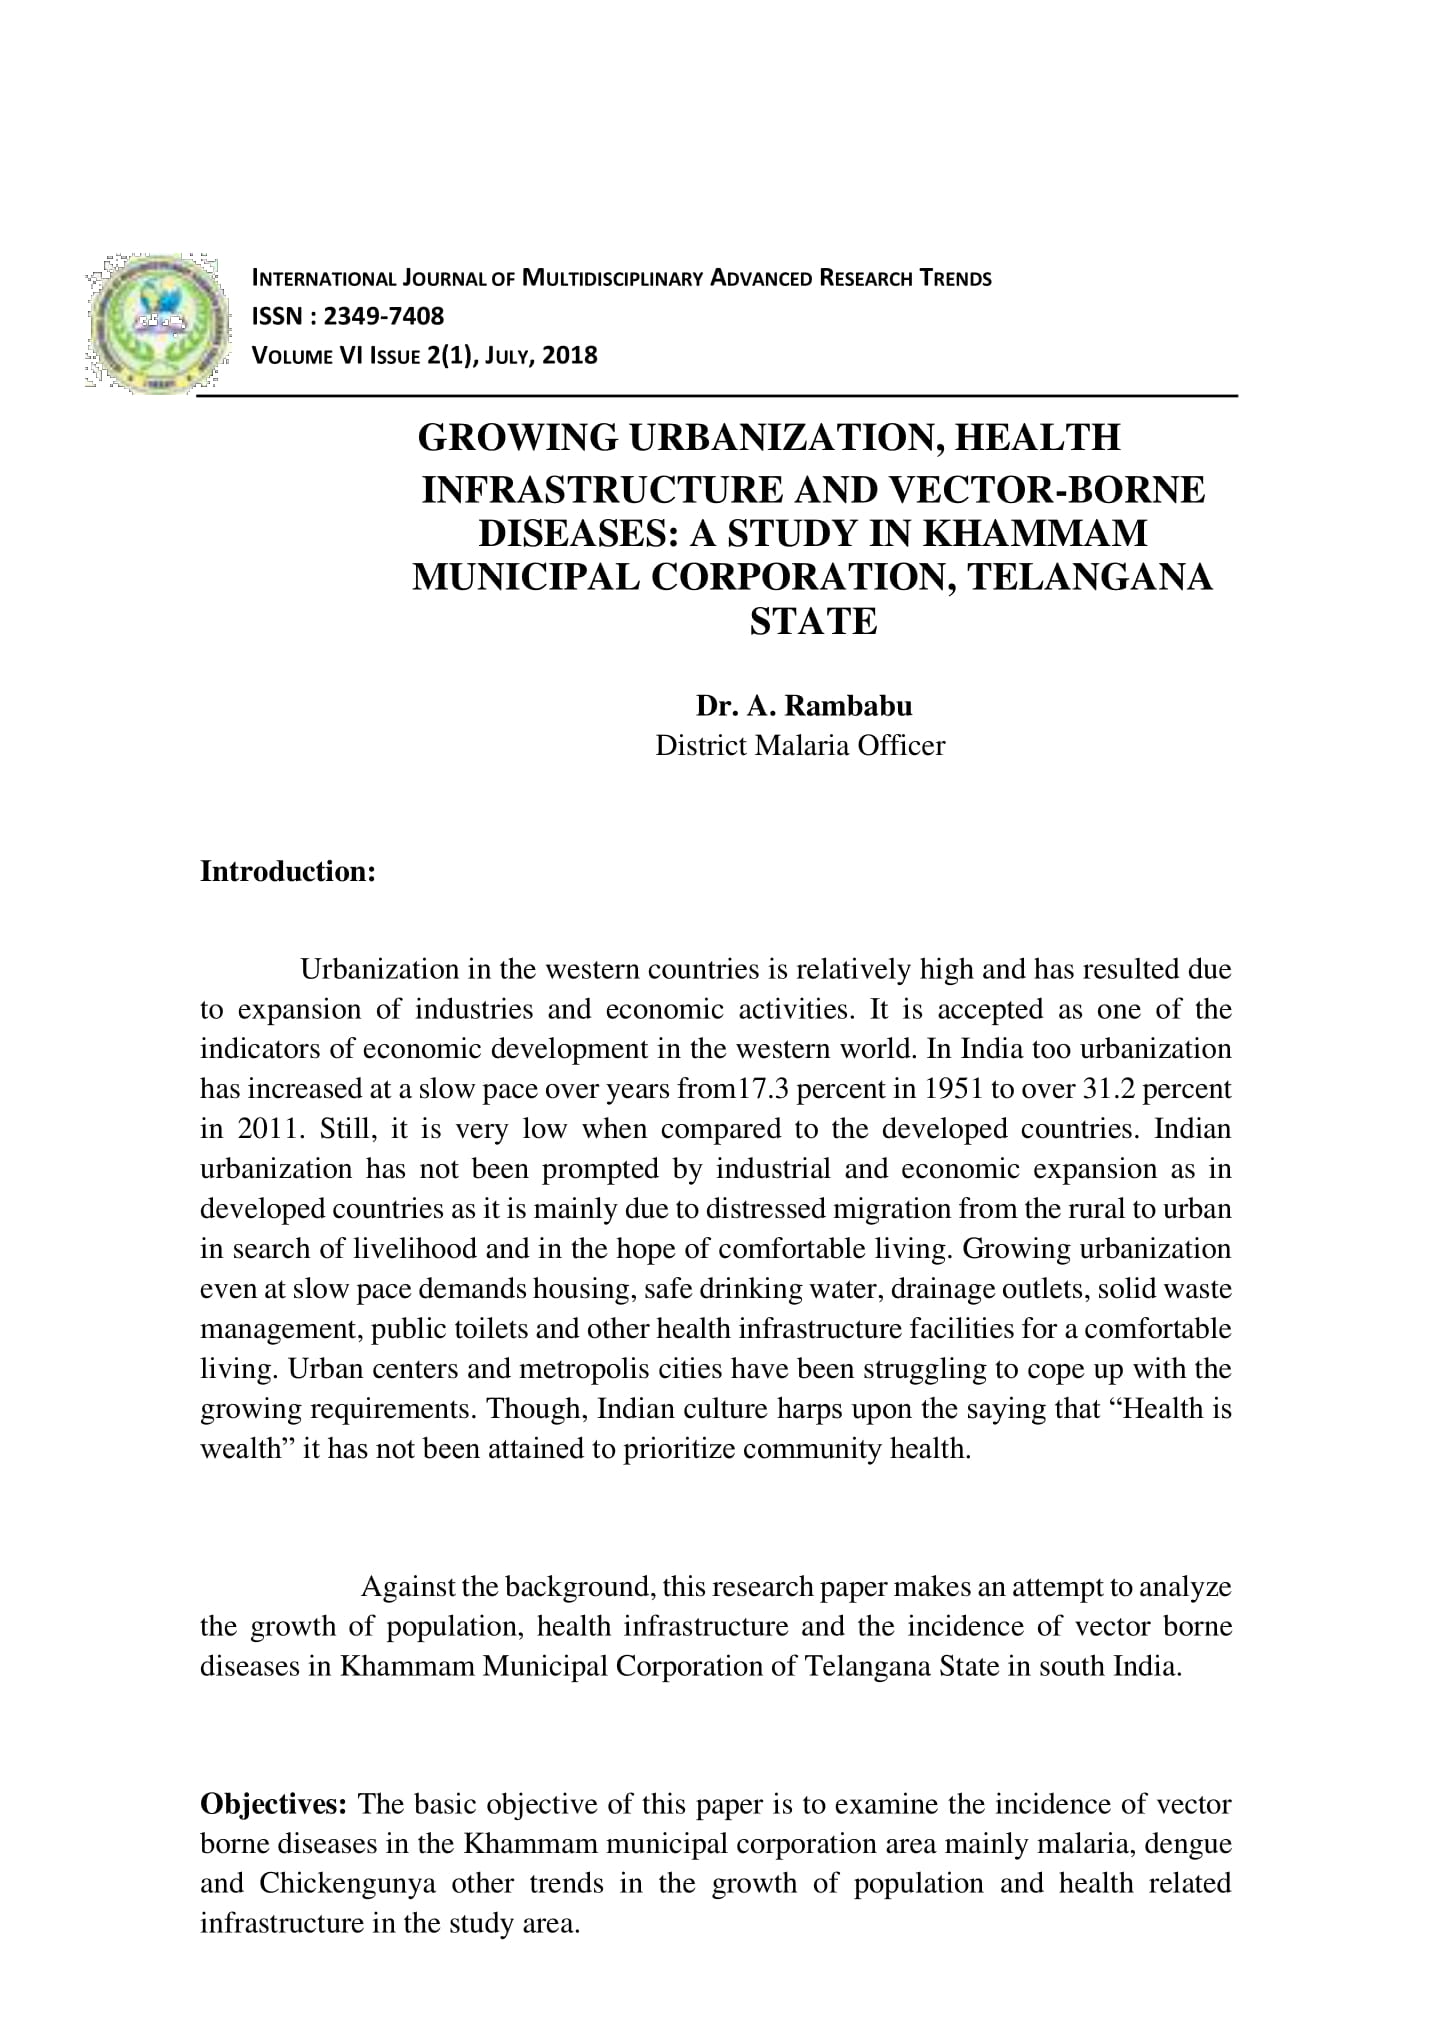 INTERNATIONAL JOURNAL OF MULTIDISCIPLINARY ADVANCED RESEARCH TRENDS
ISSN : 2349-7408
VOLUME VI ISSUE 2(1), JULY, 2018
GROWING URBANIZATION, HEALTH
INFRASTRUCTURE AND VECTOR-BORNE
DISEASES: A STUDY IN KHAMMAM
MUNICIPAL CORPORATION, TELANGANA
STATE
Dr. A. Rambabu
District Malaria Officer
Introduction:
Urbanization in the western countries is relatively high and has resulted due
to expansion of industries and economic activities. It is accepted as one of the
indicators of economic development in the western world. In India too urbanization
has increased at a slow pace over years from17.3 percent in 1951 to over 31.2 percent
in 2011. Still, it is very low when compared to the developed countries. Indian
urbanization has not been prompted by industrial and economic expansion as in
developed countries as it is mainly due to distressed migration from the rural to urban
in search of livelihood and in the hope of comfortable living. Growing urbanization
even at slow pace demands housing, safe drinking water, drainage outlets, solid waste
management, public toilets and other health infrastructure facilities for a comfortable
living. Urban centers and metropolis cities have been struggling to cope up with the
growing requirements. Though, Indian culture harps upon the saying that “Health is
wealth” it has not been attained to prioritize community health.
Against the background, this research paper makes an attempt to analyze
the growth of population, health infrastructure and the incidence of vector borne
diseases in Khammam Municipal Corporation of Telangana State in south India.
Objectives: The basic objective of this paper is to examine the incidence of vector
borne diseases in the Khammam municipal corporation area mainly malaria, dengue
and Chickengunya other trends in the growth of population and health related
infrastructure in the study area.